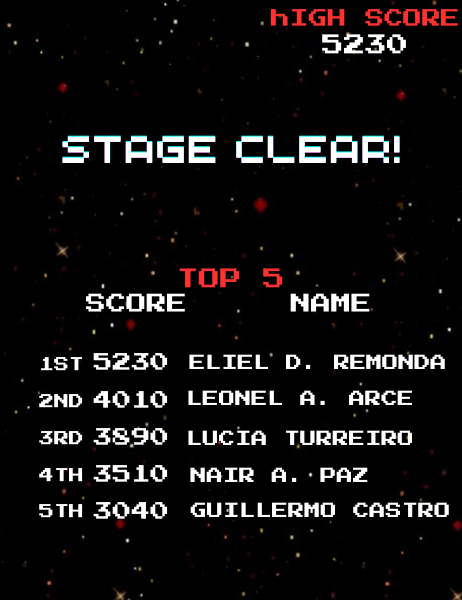 hIGH SCORE
5230
STAGE CLEAR!
TOP 5
SCORE NAME
1ST 5230 ELIEL D. REMONDA
2ND 4010 LEONEL A. ARCE
3RD 3890 LUCIA TURREIRO
4TH 3510 NAIR A. PAZ
5TH 3040 GUILLERMO CASTRO